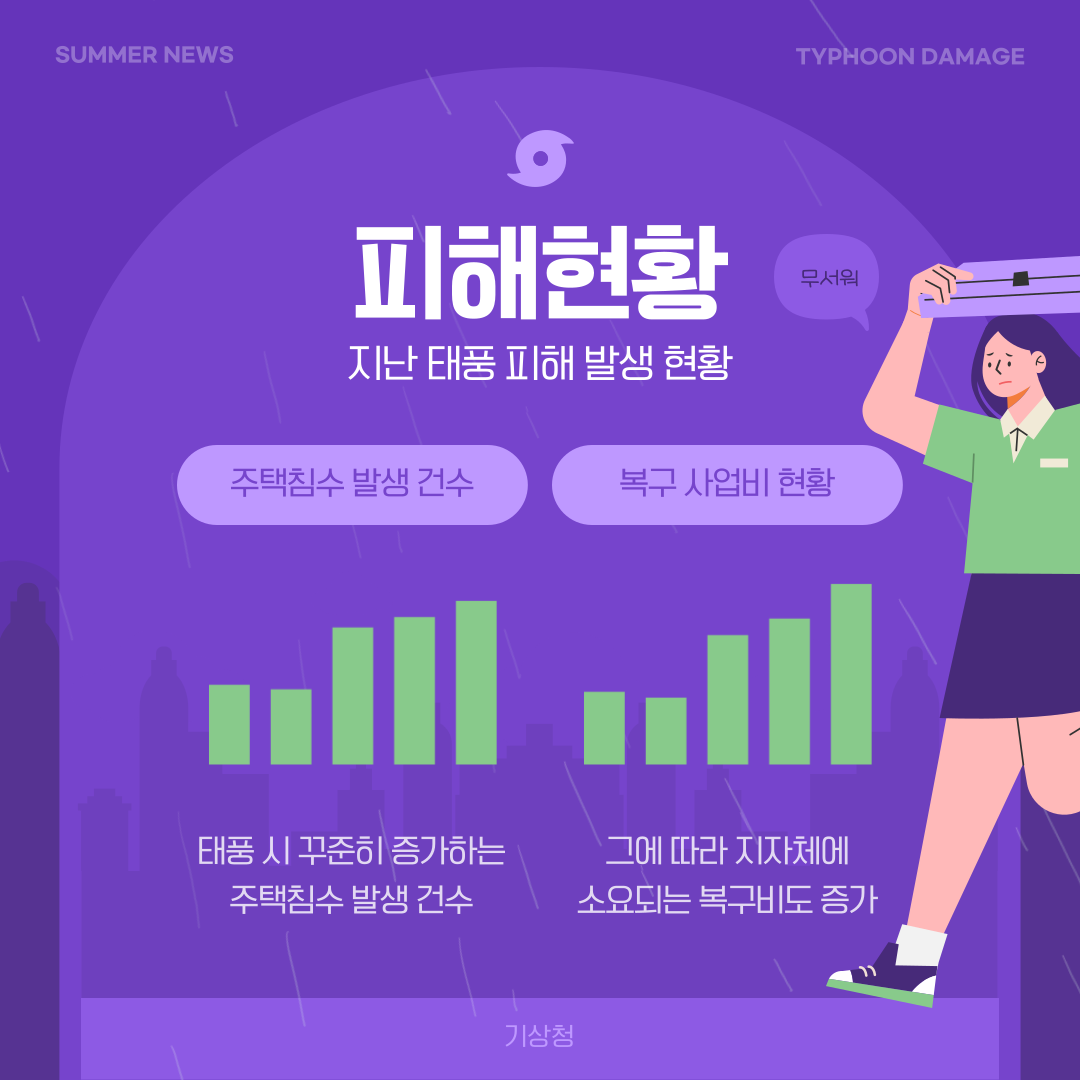 SUMMER NEWS
TYPHOON DAMAGE
피해현황
무서워
지난 태풍 피해 발생 현황
주택침수 발생 건수
복구 사업비 현황
태풍 시 꾸준히 증가하는
주택침수 발생 건수
그에 따라 지자체에
소요되는 복구비도 증가
기상청